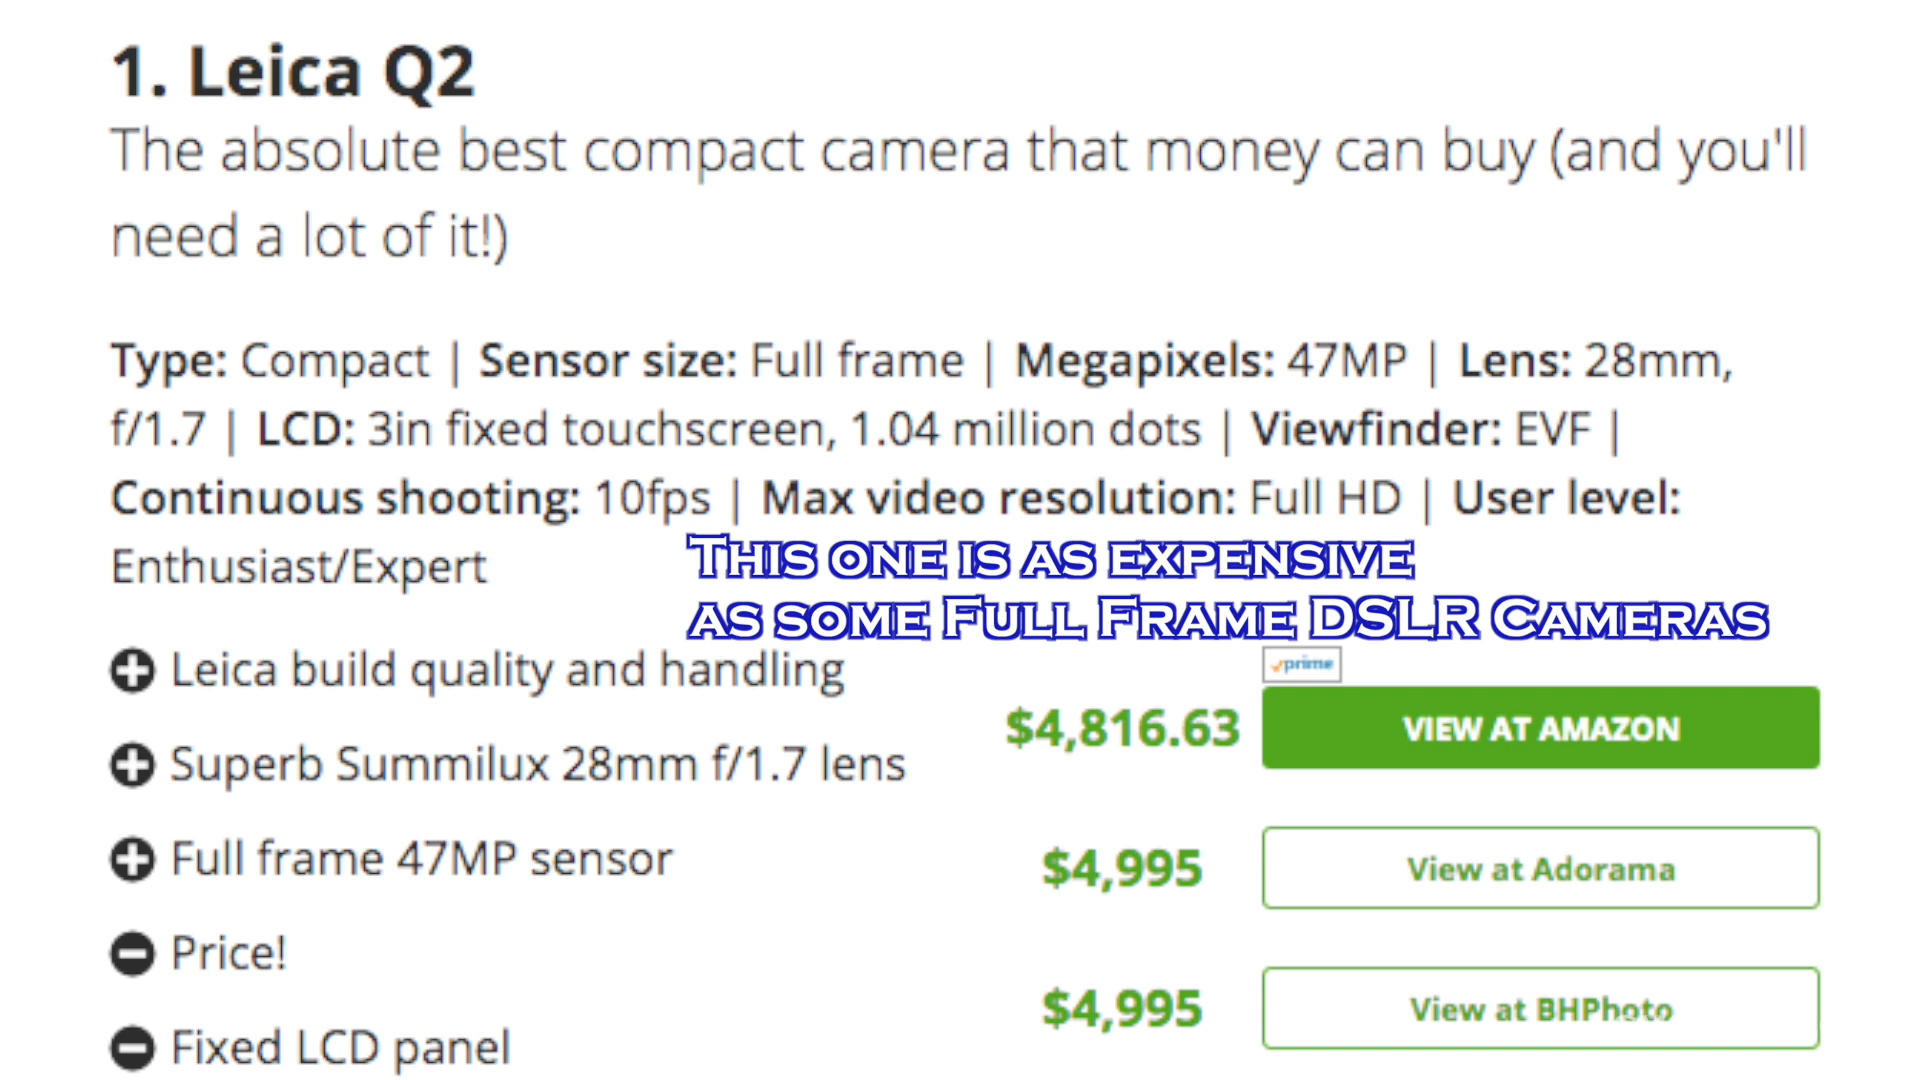 1. Leica Q2
The absolute best compact camera that money can buy (and you'll
need a lot of it!)
Type: Compact | Sensor size: Full frame | Megapixels: 47MP | Lens: 28mm,
f/1.7 | LCD: 3in fixed touchscreen, 1.04 million dots | Viewfinder: EVF |
Continuous shooting: 10fps | Max video resolution: Full HD | User level:
Enthusiast/Expert
This one is as expensive
as some Full Frame DSLR Cameras
Leica build quality and handling
Superb Summilux 28mm f/1.7 lens
Full frame 47MP sensor
Price!
Fixed LCD panel
prime
$4,816.63 VIEW AT AMAZON
$4,995 View at Adorama
$4,995 View at BHPhoto